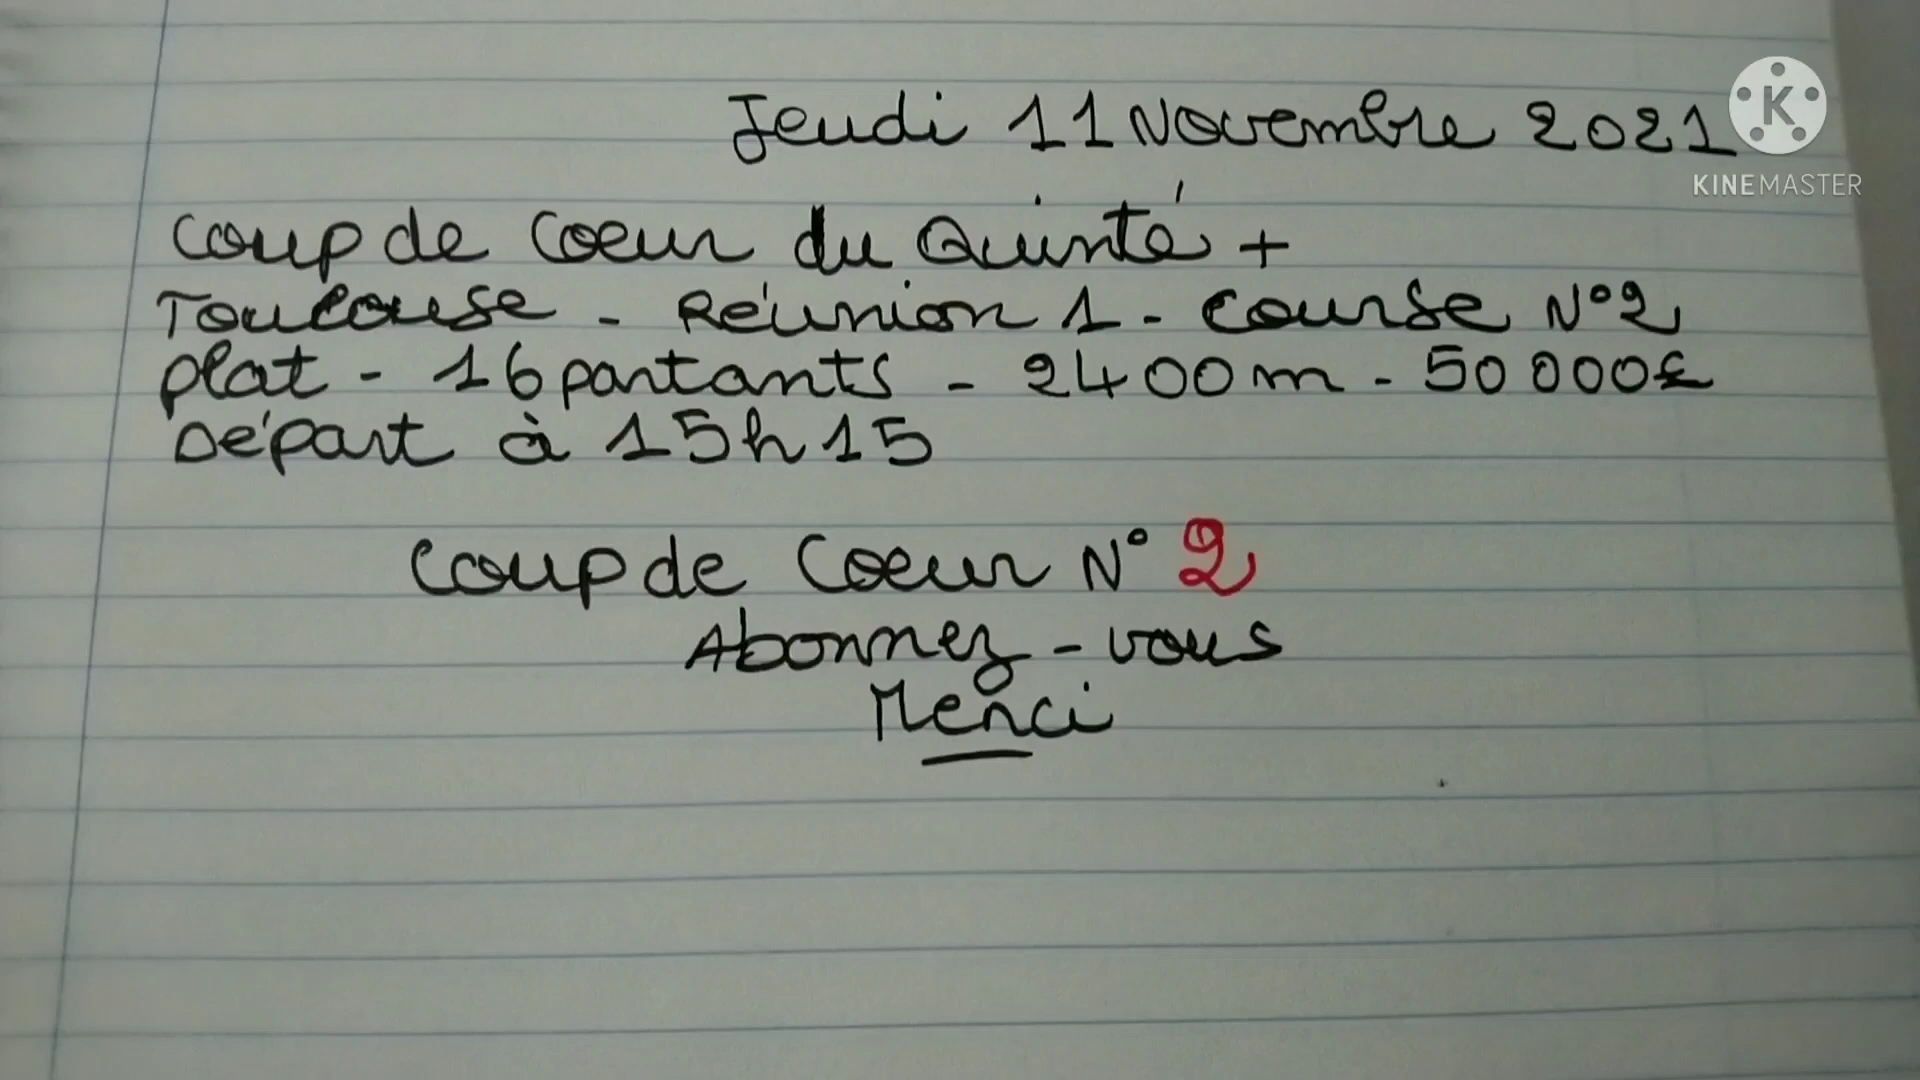 Jeudi 11 Novembre 2021
K
KINEMASTER
Coup de Coeur du Quinté +
Toulouse - Réunion 1 - Course N°2
plat - 16 partants - 2400 m - 50 000£
Départ à 15h15
Coup de Coeur N° 2
Abonnez-vous
Merci